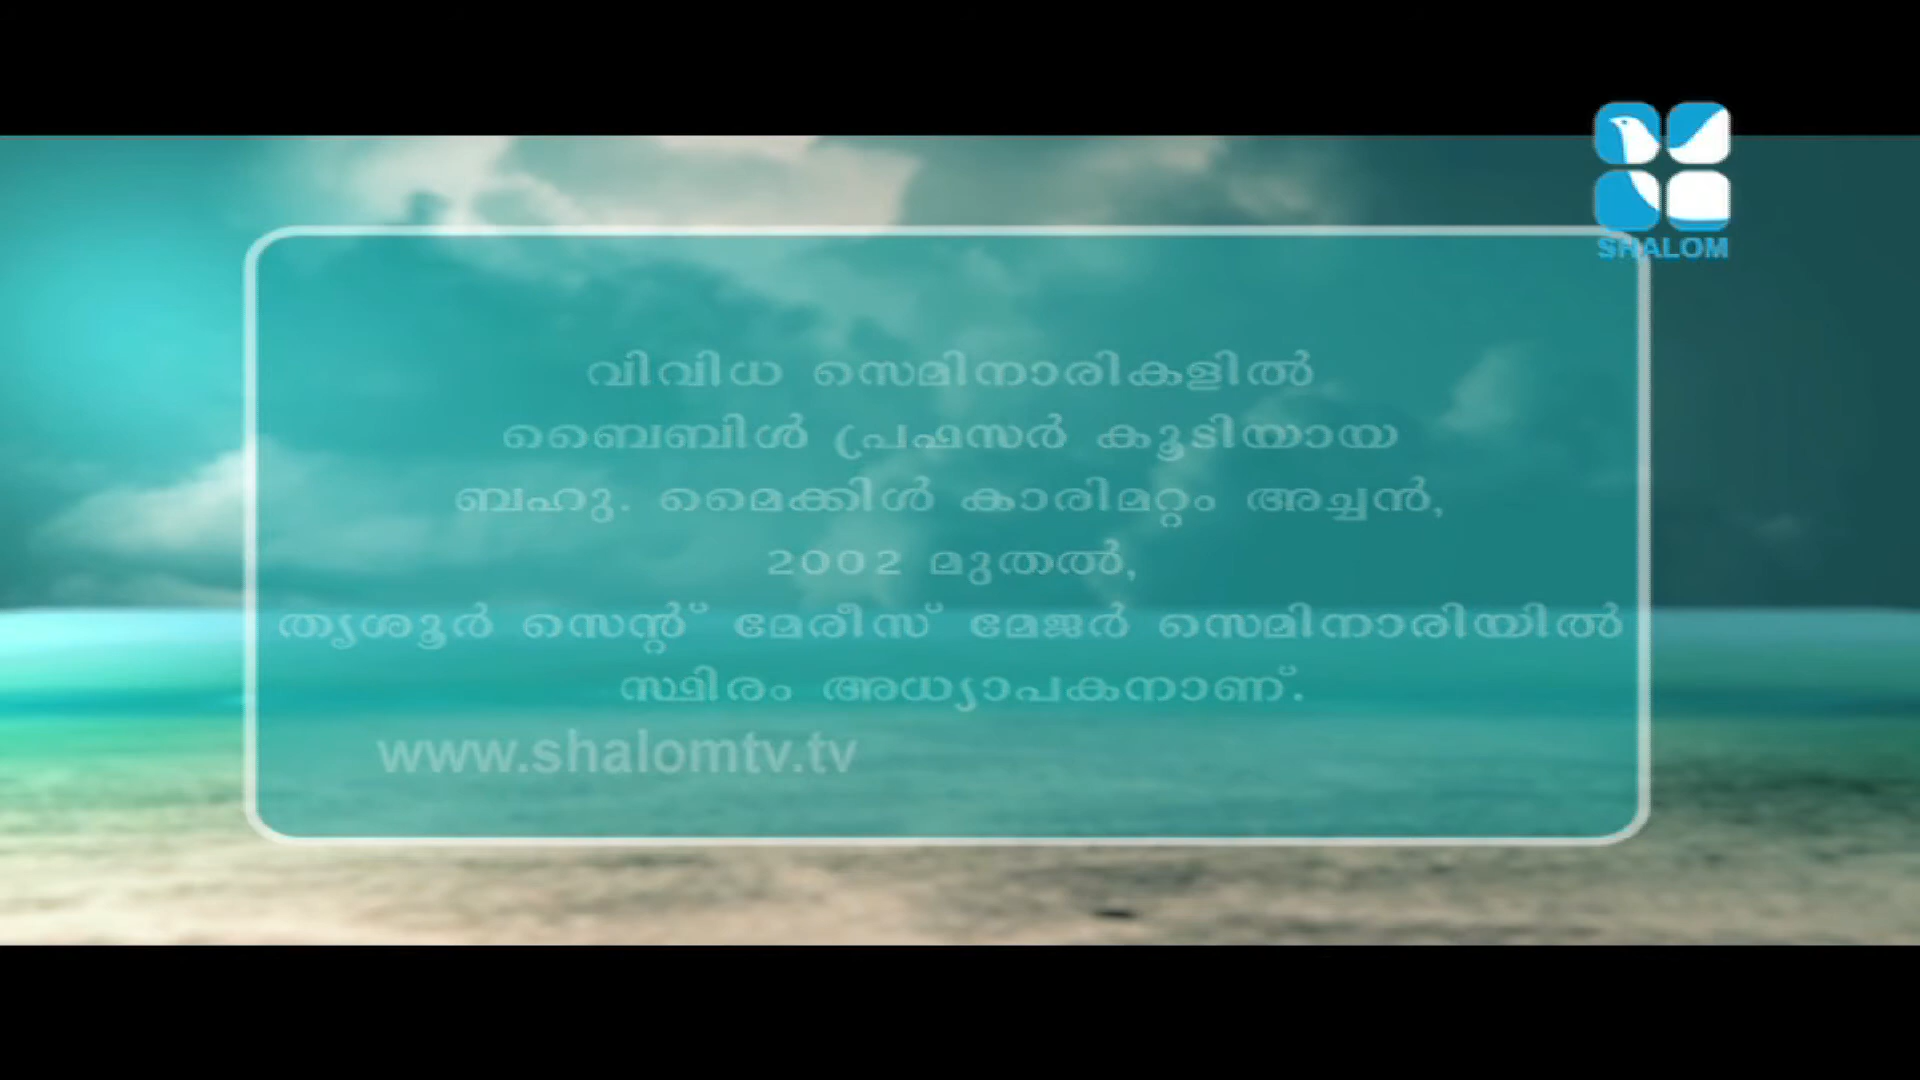 SHALOM
വിവിധ സെമിനാരികളിൽ
ബൈബിൾ പ്രഫസർ കൂടിയായ
ബഹു. മൈക്കിൾ കാരിമറ്റം അച്ചൻ,
2002 മുതൽ,
തൃശൂർ സെന്റ് മേരീസ് മേജർ സെമിനാരിയിൽ
സ്ഥിരം അധ്യാപകനാണ്.
www.shalomtv.tv